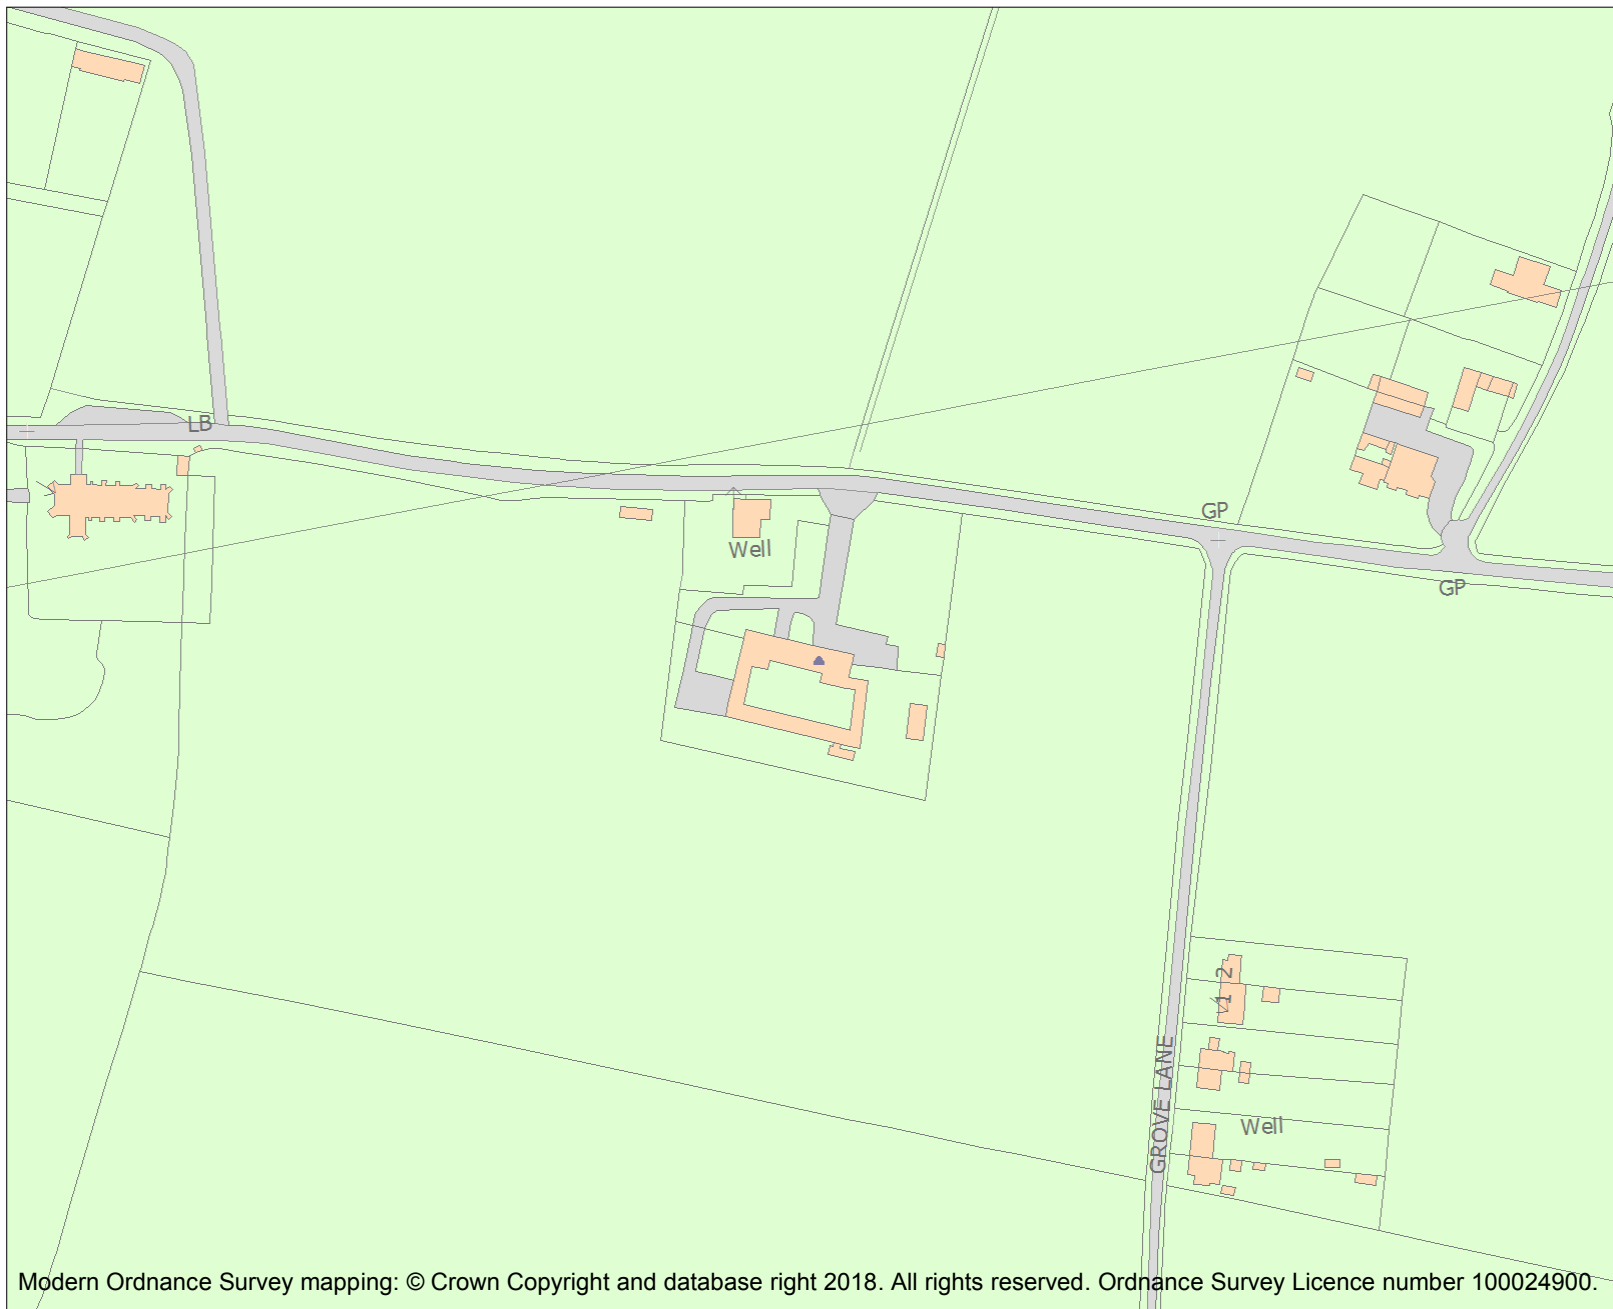 LB
GP
Well
GP
2
1
GROVE LANE
Well
Modern Ordnance Survey mapping: © Crown Copyright and database right 2018. All rights reserved. Ordnance Survey Licence number 100024900.